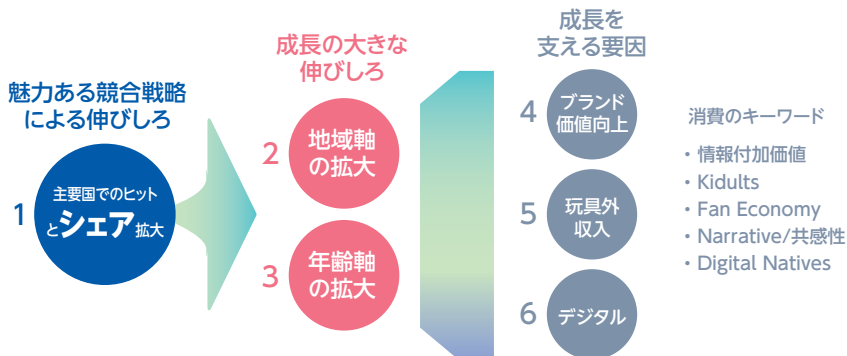 魅力ある競合戦略
による伸びしろ
1
主要国でのヒット
とシェア拡大
成長の大きな
伸びしろ
2
地域軸
の拡大
3
年齢軸
の拡大
成長を
支える要因
4
ブランド
価値向上
5
玩具外
収入
6
デジタル
消費のキーワード
・情報付加価値
・Kidults
・Fan Economy
・Narrative/共感性
・Digital Natives